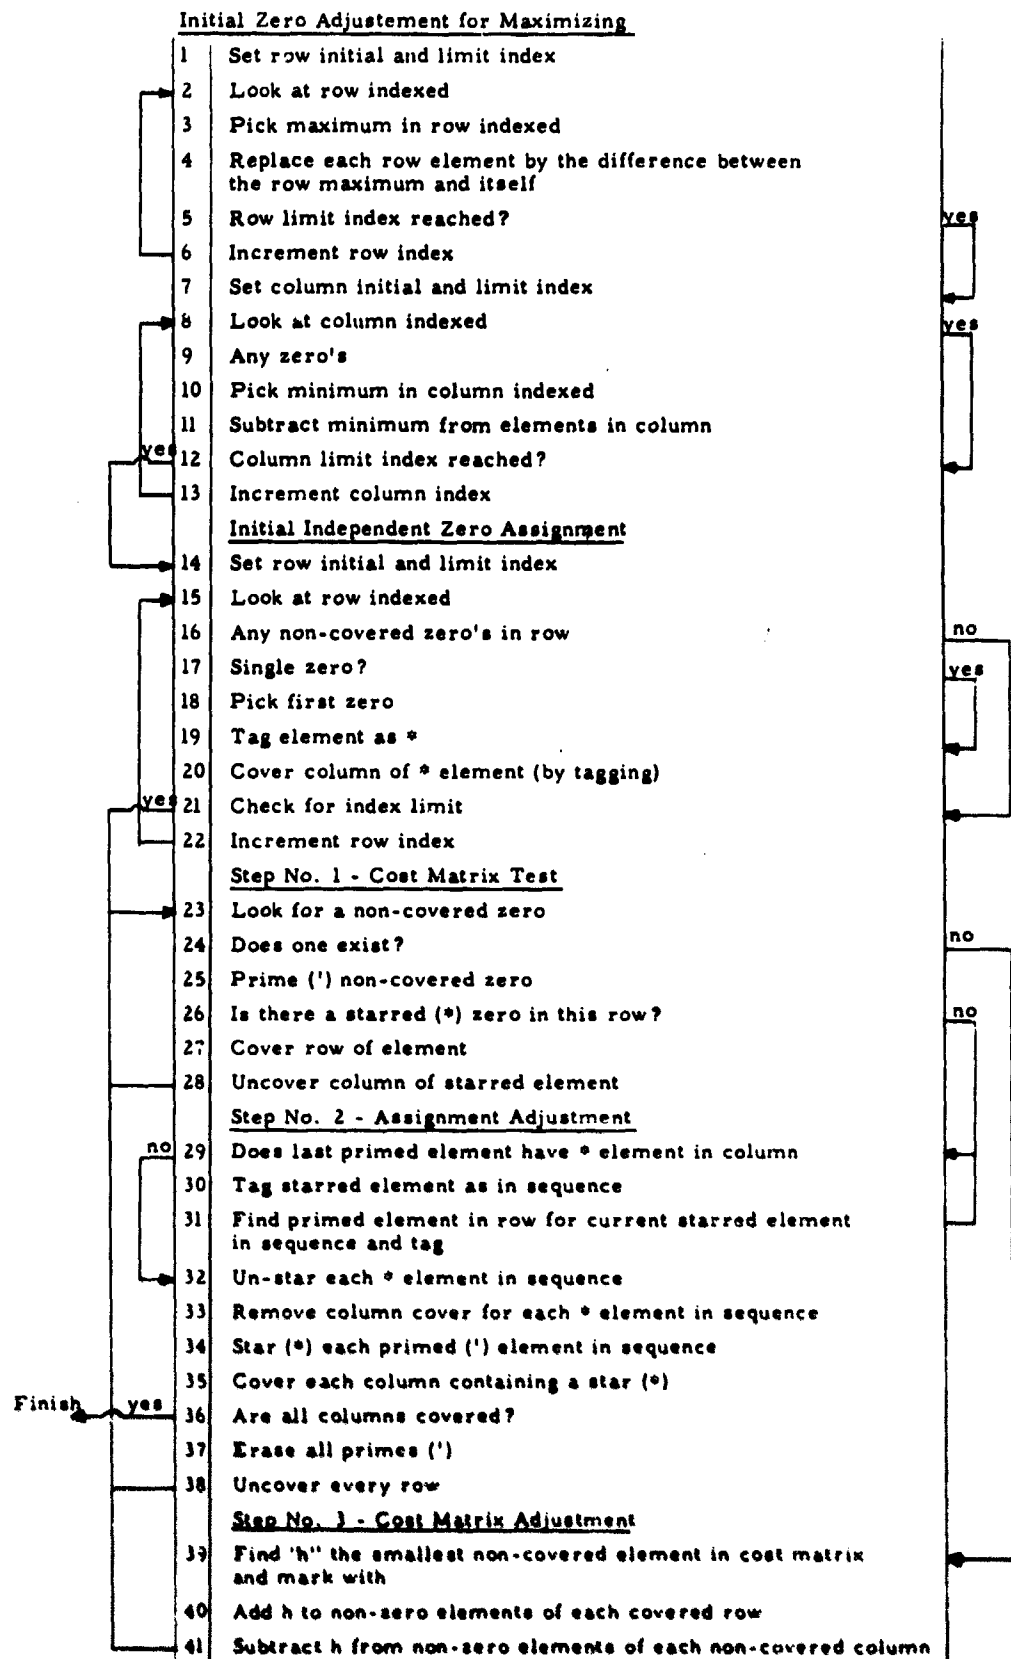 Initial Zero Adjustement for Maximizing
1 Set row initial and limit index
2 Look at row indexed
3 Pick maximum in row indexed
4 Replace each row element by the difference between
the row maximum and itself
5 Row limit index reached? yes
6 Increment row index
7 Set column initial and limit index
8 Look at column indexed yes
9 Any zero's
10 Pick minimum in column indexed
11 Subtract minimum from elements in column
yes 12 Column limit index reached?
13 Increment column index
Initial Independent Zero Assignment
14 Set row initial and limit index
15 Look at row indexed
16 Any non-covered zero's in row no
17 Single zero? yes
18 Pick first zero
19 Tag element as *
20 Cover column of * element (by tagging)
yes 21 Check for index limit
22 Increment row index
Step No. 1 - Cost Matrix Test
23 Look for a non-covered zero
24 Does one exist? no
25 Prime (') non-covered zero
26 Is there a starred (*) zero in this row? no
27 Cover row of element
28 Uncover column of starred element
Step No. 2 - Assignment Adjustment
no 29 Does last primed element have * element in column
30 Tag starred element as in sequence
31 Find primed element in row for current starred element
in sequence and tag
32 Un-star each * element in sequence
33 Remove column cover for each * element in sequence
34 Star (*) each primed (') element in sequence
35 Cover each column containing a star (*)
Finish yes 36 Are all columns covered?
37 Erase all primes (')
38 Uncover every row
Step No. 3 - Cost Matrix Adjustment
39 Find 'h" the smallest non-covered element in cost matrix
and mark with
40 Add h to non-zero elements of each covered row
41 Subtract h from non-zero elements of each non-covered column